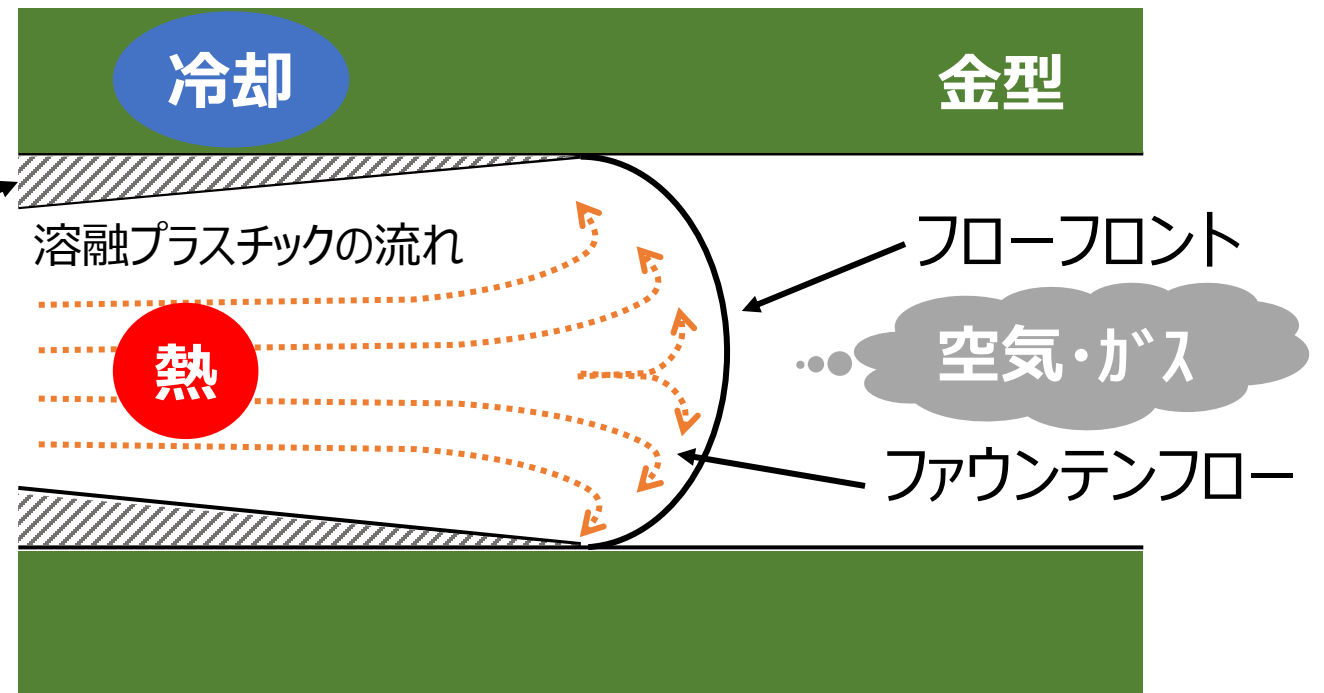 冷却
金型
溶融プラスチックの流れ
フローフロント
熱
空気・ガス
ファウンテンフロー